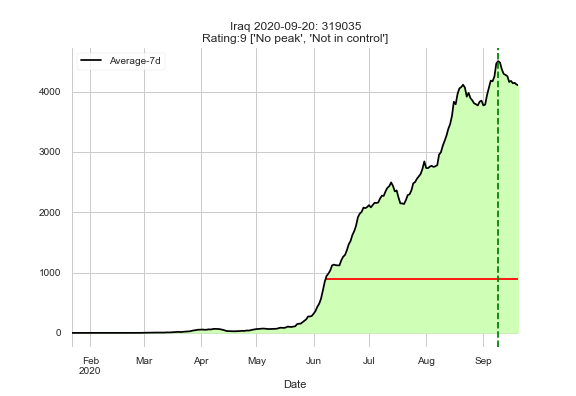 Iraq 2020-09-20: 319035
Rating:9 ['No peak', 'Not in control']
Average-7d
4000
3000
2000
1000
0
Feb Mar Apr May Jun Jul Aug Sep
2020
Date